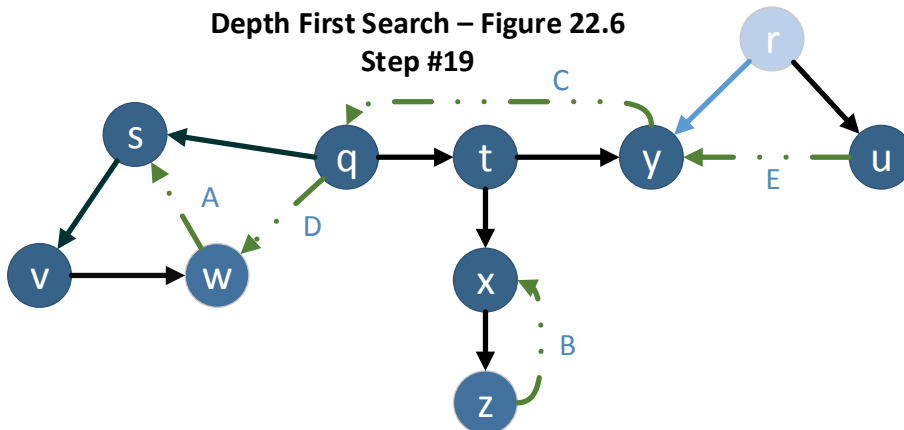 Depth First Search – Figure 22.6
Step #19
r
C
s
q
t
y
u
A
D
E
v
w
x
B
z